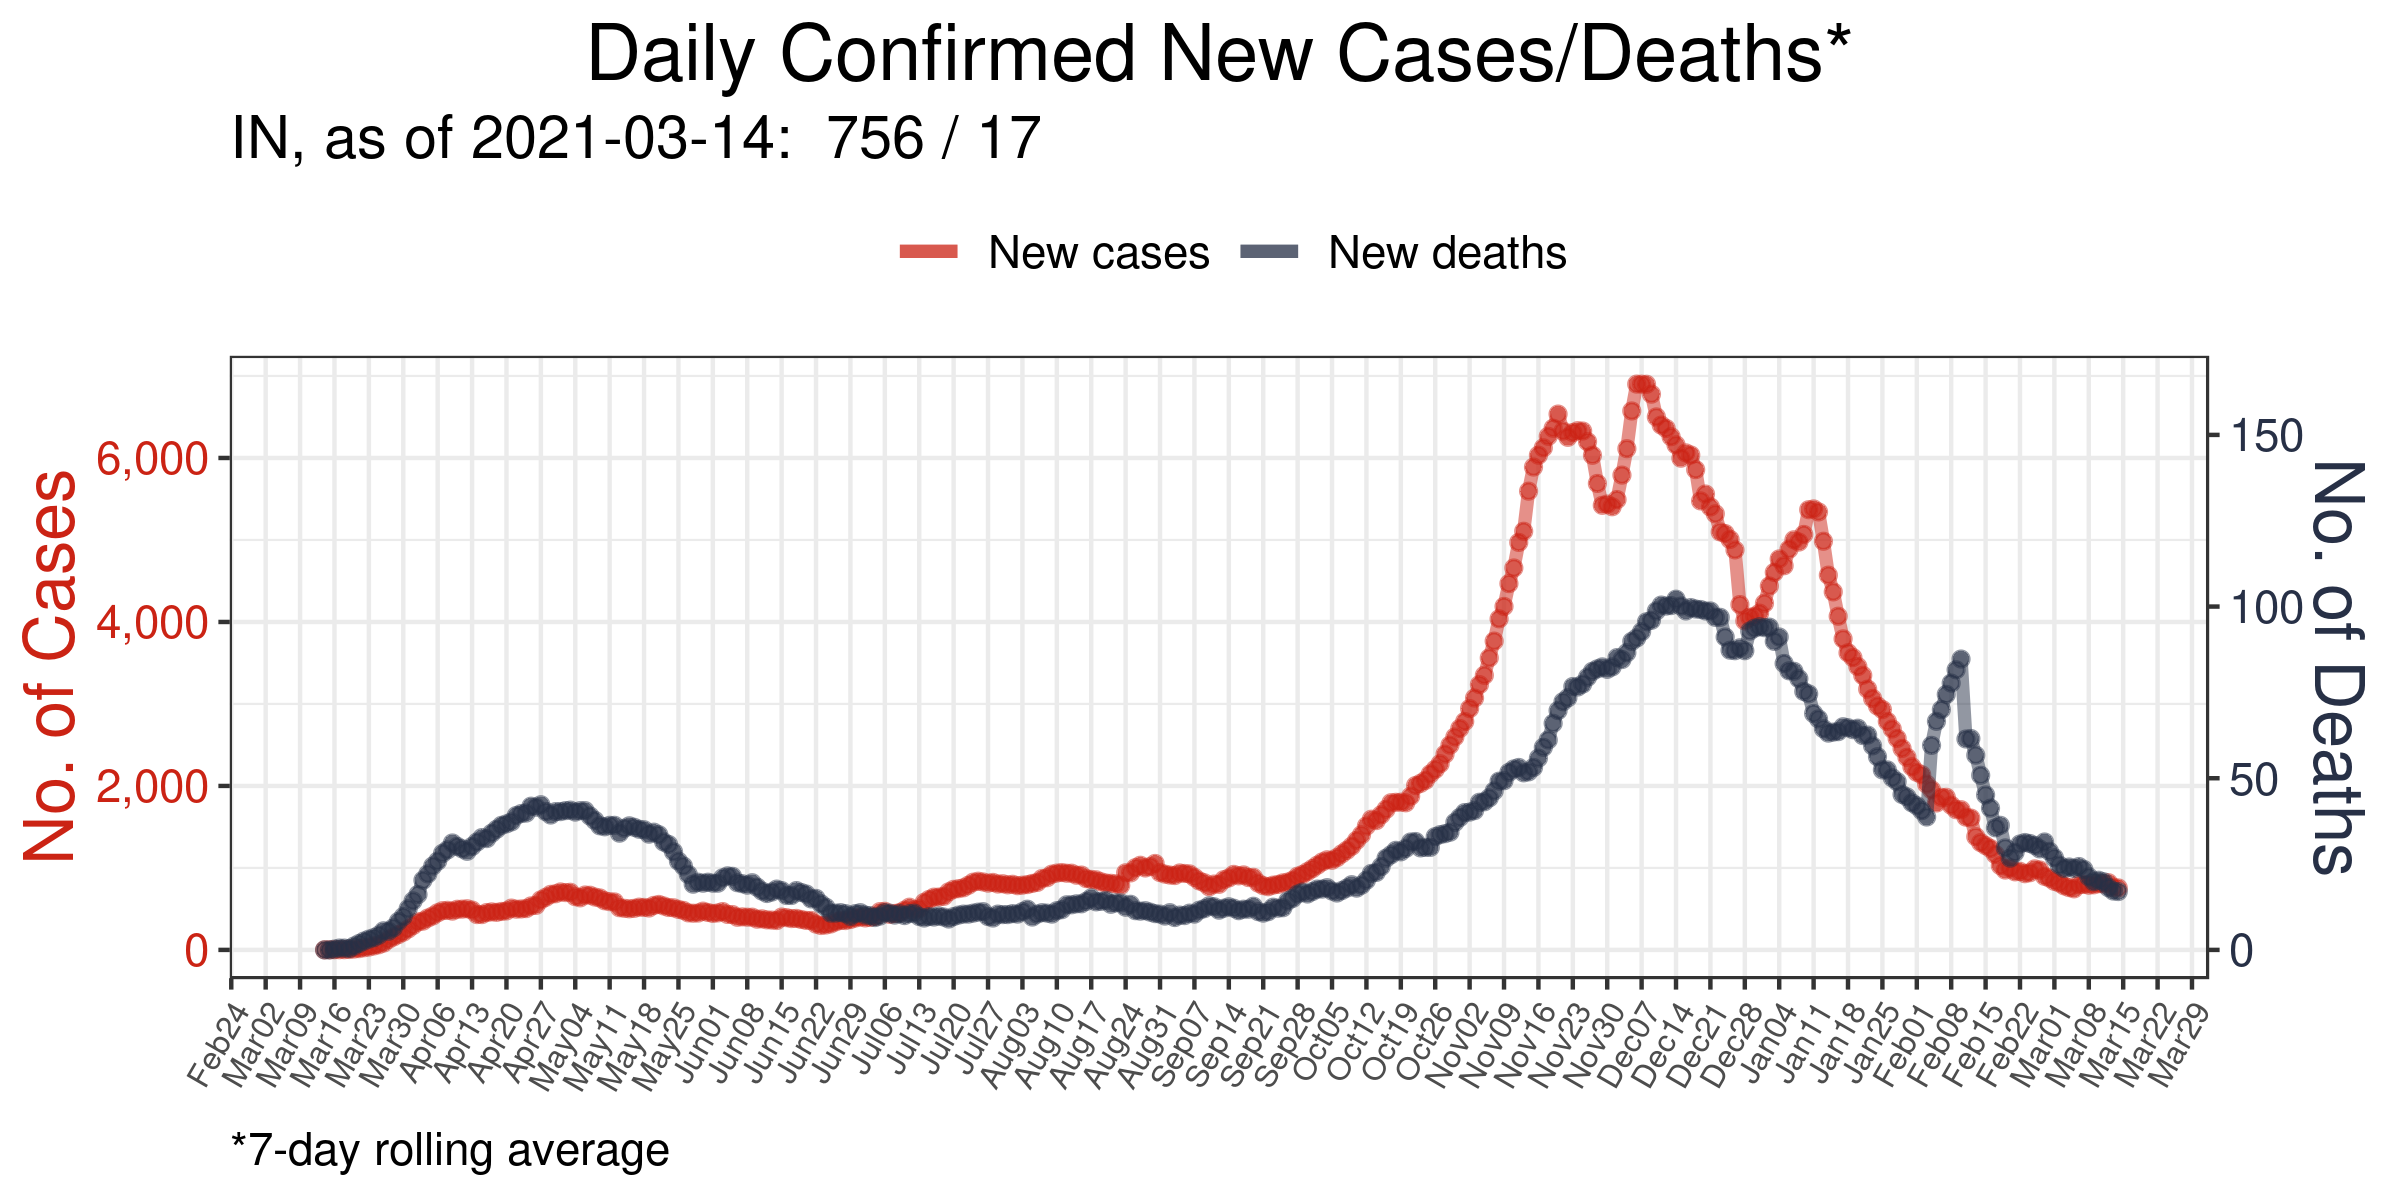 Daily Confirmed New Cases/Deaths*
IN, as of 2021-03-14:  756 / 17
New cases
New deaths
No. of Cases
6,000
4,000
2,000
0
150
100
50
0
No. of Deaths
Feb24
Mar02
Mar09
Mar16
Mar23
Mar30
Apr06
Apr13
Apr20
Apr27
May04
May11
May18
May25
Jun01
Jun08
Jun15
Jun22
Jun29
Jul06
Jul13
Jul20
Jul27
Aug03
Aug10
Aug17
Aug24
Aug31
Sep07
Sep14
Sep21
Sep28
Oct05
Oct12
Oct19
Oct26
Nov02
Nov09
Nov16
Nov23
Nov30
Dec07
Dec14
Dec21
Dec28
Jan04
Jan11
Jan18
Jan25
Feb01
Feb08
Feb15
Feb22
Mar01
Mar08
Mar15
Mar22
Mar29
*7-day rolling average